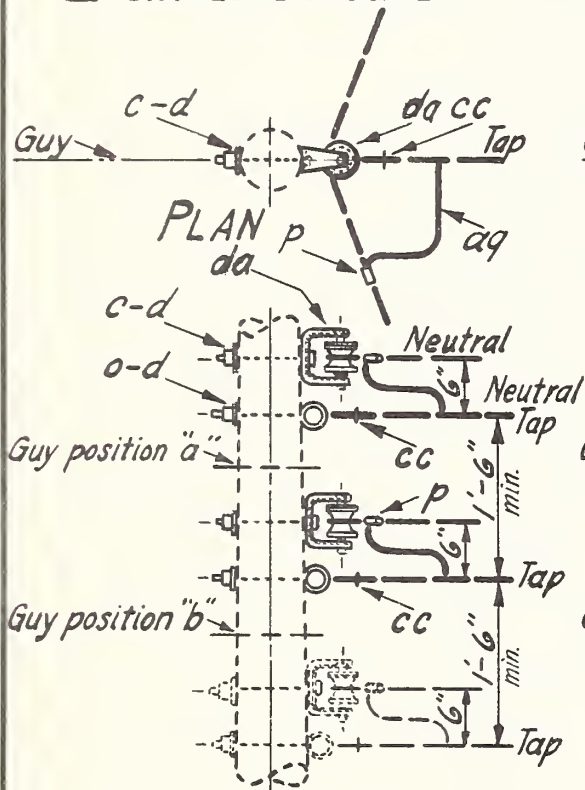 c-d
da cc
Guy
Tap
PLAN
p
aq
da
c-d
Neutral
o-d
6"
Neutral
Tap
Guy position "a"
cc
1'-6"
min.
p
6"
Tap
Guy position "b"
cc
1'-6"
min.
6"
Tap